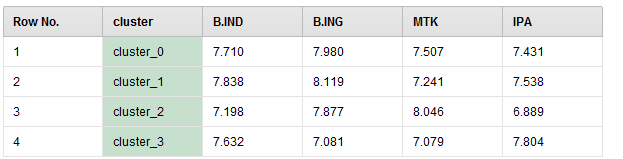 Row No. cluster B.IND B.ING MTK IPA
1 cluster_0 7.710 7.980 7.507 7.431
2 cluster_1 7.838 8.119 7.241 7.538
3 cluster_2 7.198 7.877 8.046 6.889
4 cluster_3 7.632 7.081 7.079 7.804